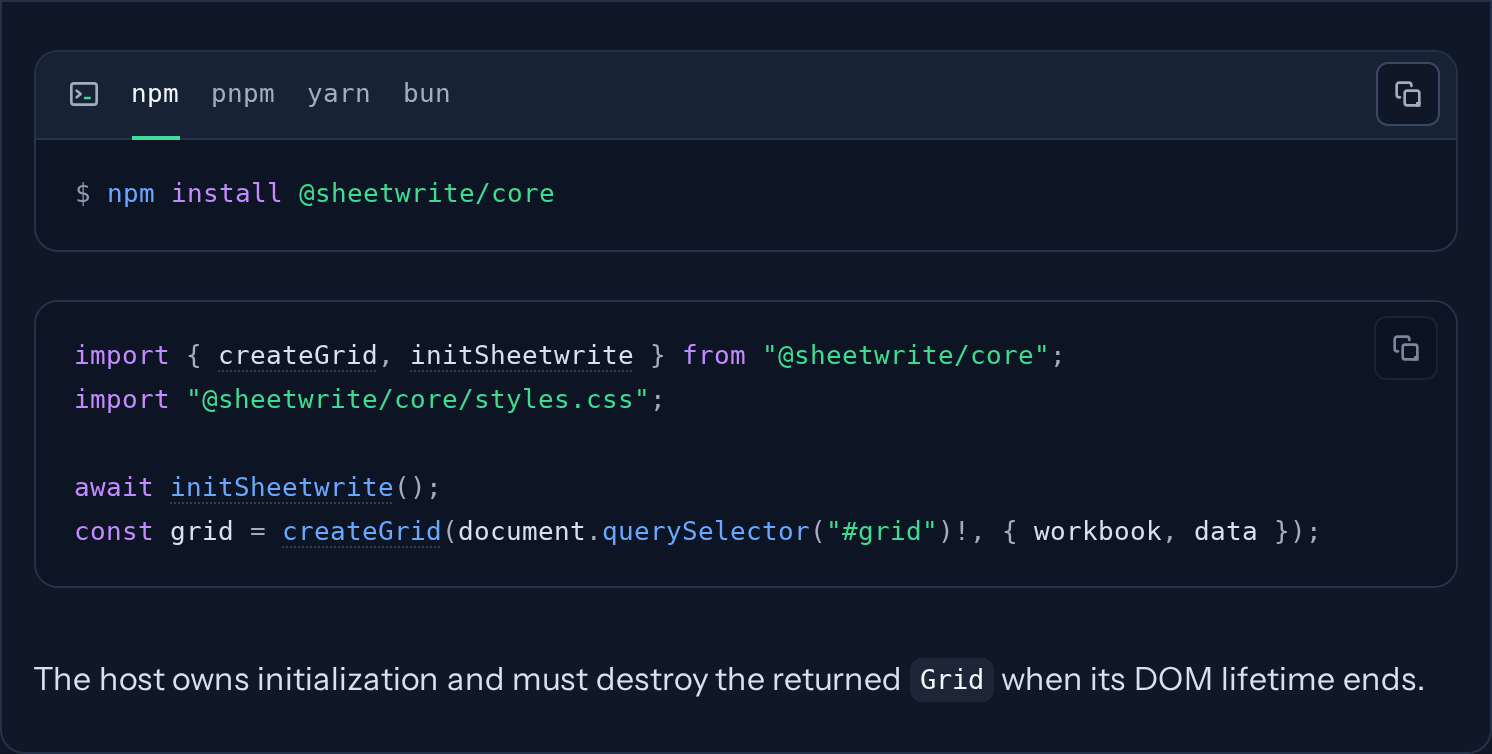 npm pnpm yarn bun
$ npm install @sheetwrite/core
import { createGrid, initSheetwrite } from "@sheetwrite/core";
import "@sheetwrite/core/styles.css";
await initSheetwrite();
const grid = createGrid(document.querySelector("#grid")!, { workbook, data });
The host owns initialization and must destroy the returned Grid when its DOM lifetime ends.